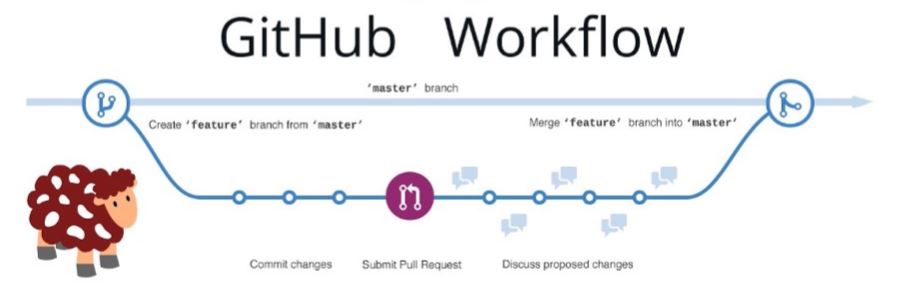 GitHub Workflow
'master' branch
Create 'feature' branch from 'master'
Merge 'feature' branch into 'master'
Commit changes
Submit Pull Request
Discuss proposed changes